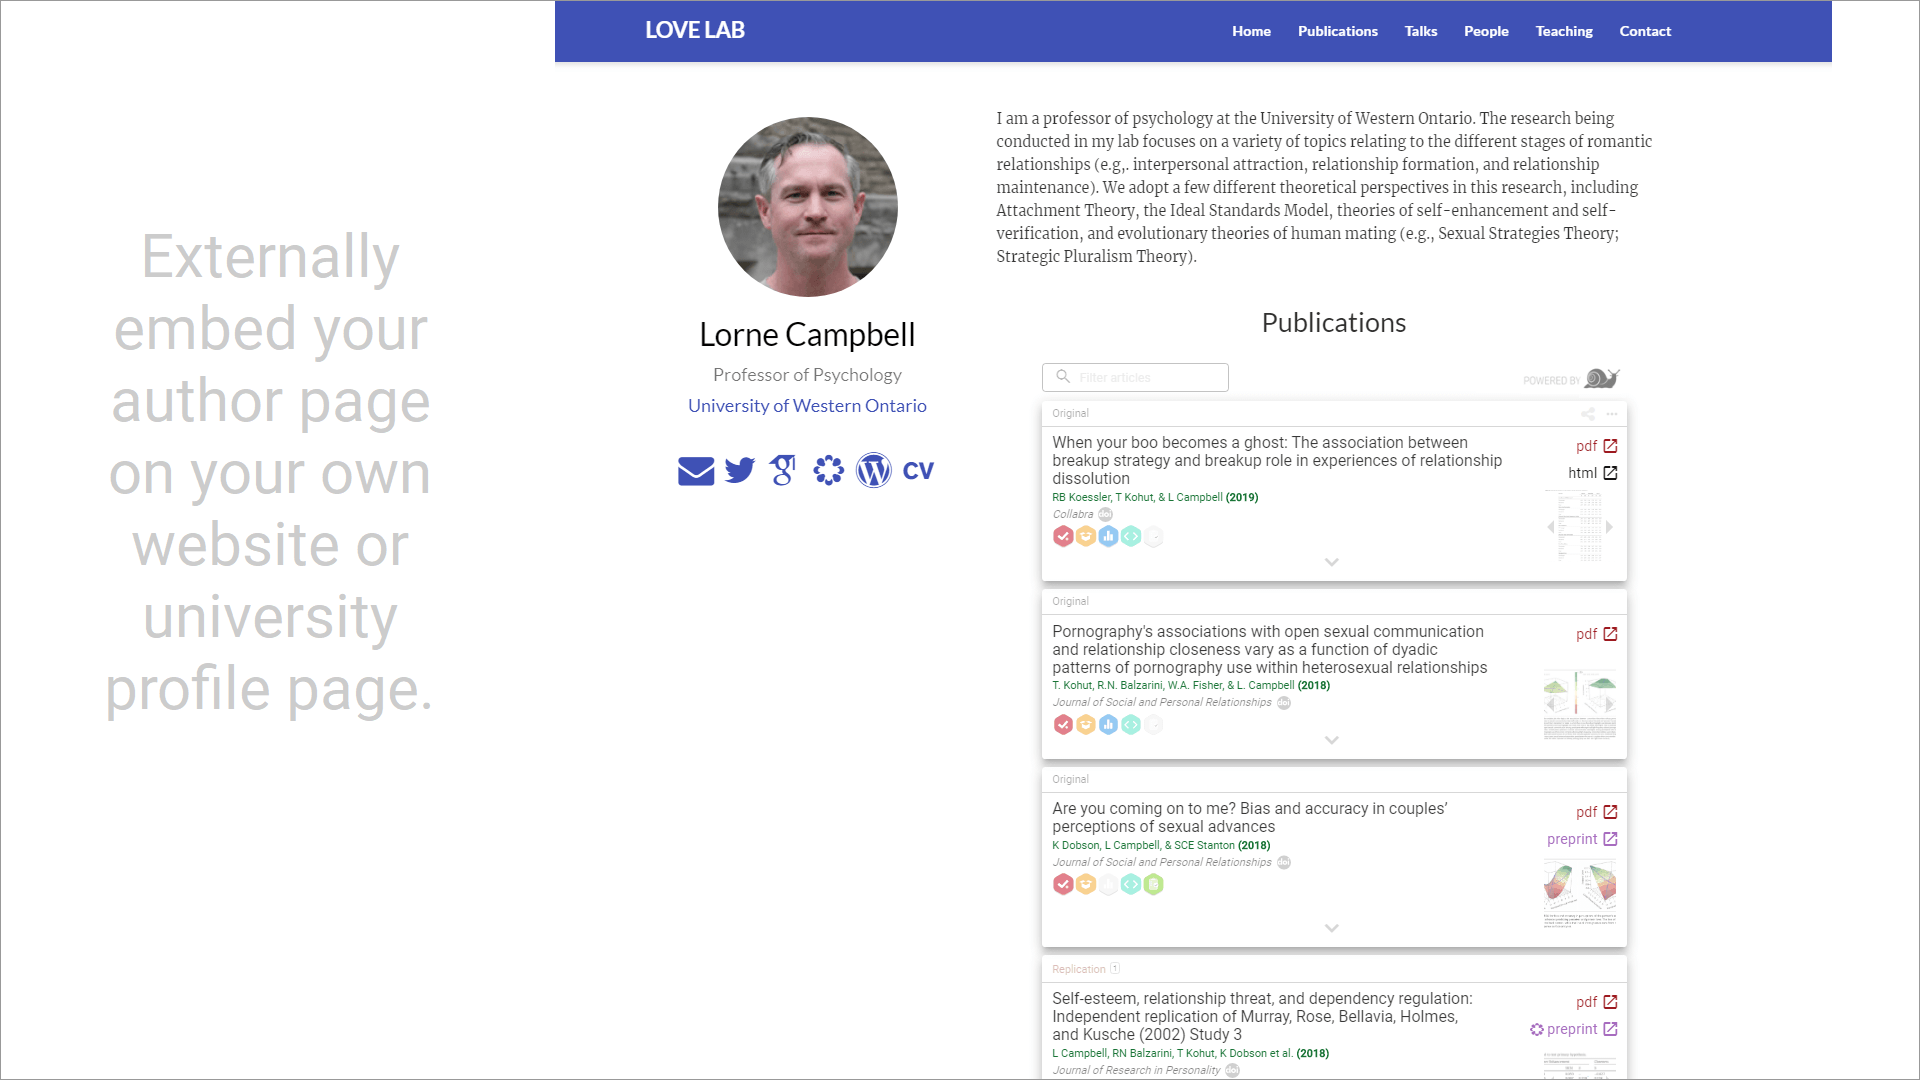 Externally
embed your
author page
on your own
website or
university
profile page.
LOVE LAB
Home Publications Talks People Teaching Contact
Lorne Campbell
Professor of Psychology
University of Western Ontario
CV
I am a professor of psychology at the University of Western Ontario. The research being
conducted in my lab focuses on a variety of topics relating to the different stages of romantic
relationships (e.g,. interpersonal attraction, relationship formation, and relationship
maintenance). We adopt a few different theoretical perspectives in this research, including
Attachment Theory, the Ideal Standards Model, theories of self-enhancement and self-
verification, and evolutionary theories of human mating (e.g., Sexual Strategies Theory;
Strategic Pluralism Theory).
Publications
Filter articles
POWERED BY
Original
When your boo becomes a ghost: The association between
breakup strategy and breakup role in experiences of relationship
dissolution
RB Koessler, T Kohut, & L Campbell (2019)
Collabra doi
pdf
html
Original
Pornography's associations with open sexual communication
and relationship closeness vary as a function of dyadic
patterns of pornography use within heterosexual relationships
T. Kohut, R.N. Balzarini, W.A. Fisher, & L. Campbell (2018)
Journal of Social and Personal Relationships doi
pdf
Original
Are you coming on to me? Bias and accuracy in couples’
perceptions of sexual advances
K Dobson, L Campbell, & SCE Stanton (2018)
Journal of Social and Personal Relationships doi
pdf
preprint
Replication 1
Self-esteem, relationship threat, and dependency regulation:
Independent replication of Murray, Rose, Bellavia, Holmes,
and Kusche (2002) Study 3
L Campbell, RN Balzarini, T Kohut, K Dobson et al. (2018)
Journal of Research in Personality doi
pdf
preprint